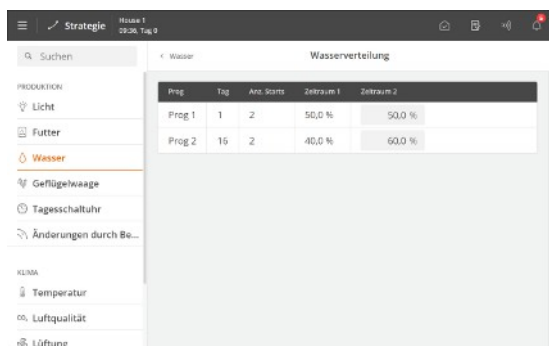 Strategie
House 1
09:36, Tag 0
Suchen
PRODUKTION
Licht
Futter
Wasser
Geflügelwaage
Tagesschaltuhr
Änderungen durch Be...
KLIMA
Temperatur
CO₂ Luftqualität
Lüftung
< Wasser
Wasserverteilung
Prog Tag Anz. Starts Zeitraum 1 Zeitraum 2
Prog 1 1 2 50,0 % 50,0 %
Prog 2 16 2 40,0 % 60,0 %